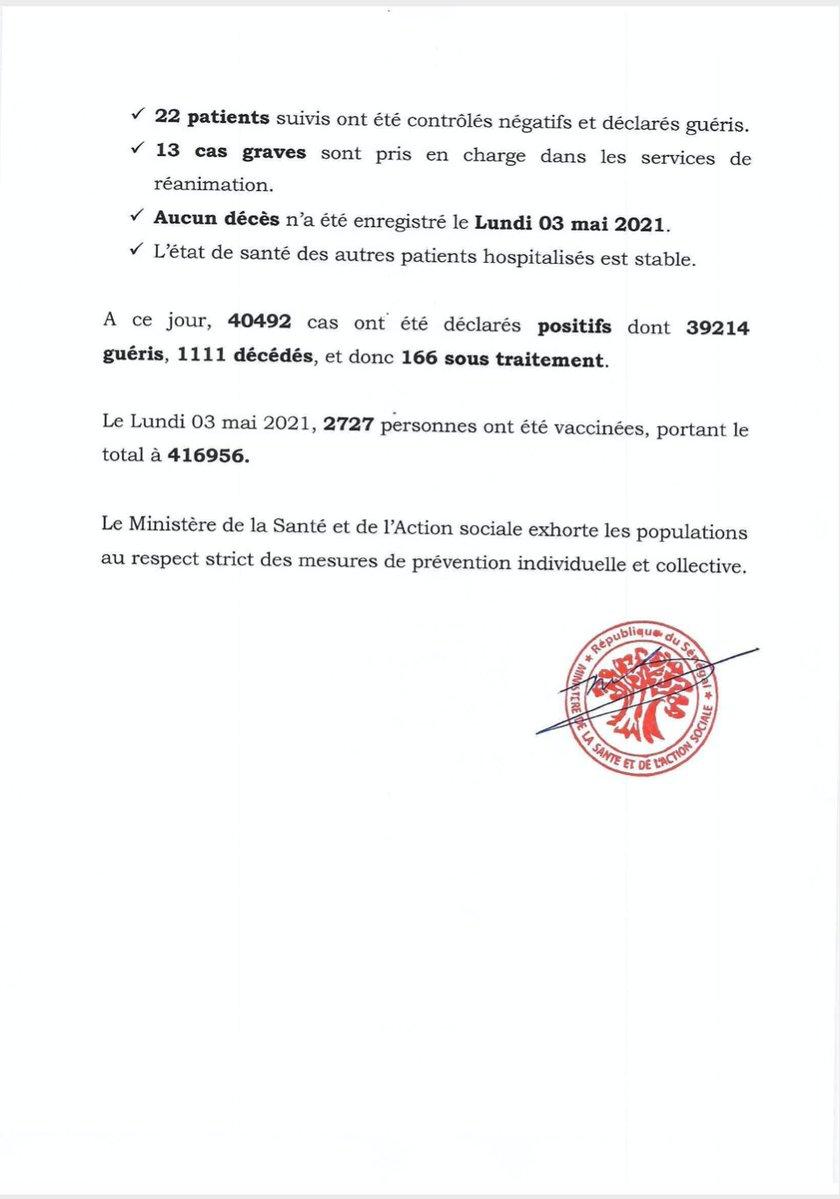 ✓ 22 patients suivis ont été contrôlés négatifs et déclarés guéris.
✓ 13 cas graves sont pris en charge dans les services de
réanimation.
✓ Aucun décès n'a été enregistré le Lundi 03 mai 2021.
✓ L'état de santé des autres patients hospitalisés est stable.
A ce jour, 40492 cas ont été déclarés positifs dont 39214
guéris, 1111 décédés, et donc 166 sous traitement.
Le Lundi 03 mai 2021, 2727 personnes ont été vaccinées, portant le
total à 416956.
Le Ministère de la Santé et de l'Action sociale exhorte les populations
au respect strict des mesures de prévention individuelle et collective.
★ République du Sénégal ★
MINISTERE DE LA SANTE ET DE L'ACTION SOCIALE